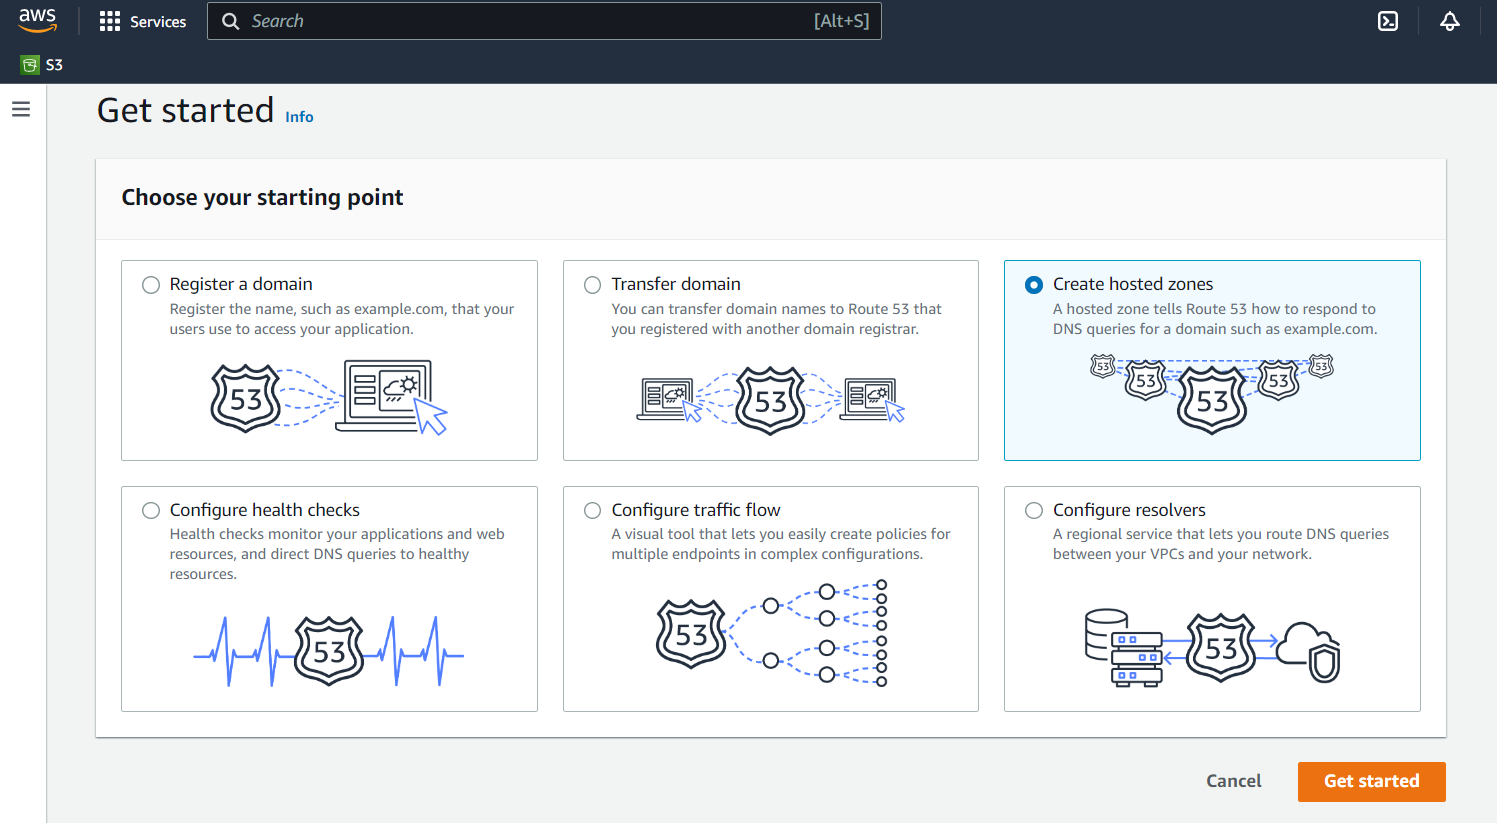 aws
Services
Search
[Alt+S]
S3
Get started Info
Choose your starting point
Register a domain
Register the name, such as example.com, that your
users use to access your application.
53
Transfer domain
You can transfer domain names to Route 53 that
you registered with another domain registrar.
53
Create hosted zones
A hosted zone tells Route 53 how to respond to
DNS queries for a domain such as example.com.
53 53 53 53 53
Configure health checks
Health checks monitor your applications and web
resources, and direct DNS queries to healthy
resources.
53
Configure traffic flow
A visual tool that lets you easily create policies for
multiple endpoints in complex configurations.
53
Configure resolvers
A regional service that lets you route DNS queries
between your VPCs and your network.
53
Cancel
Get started